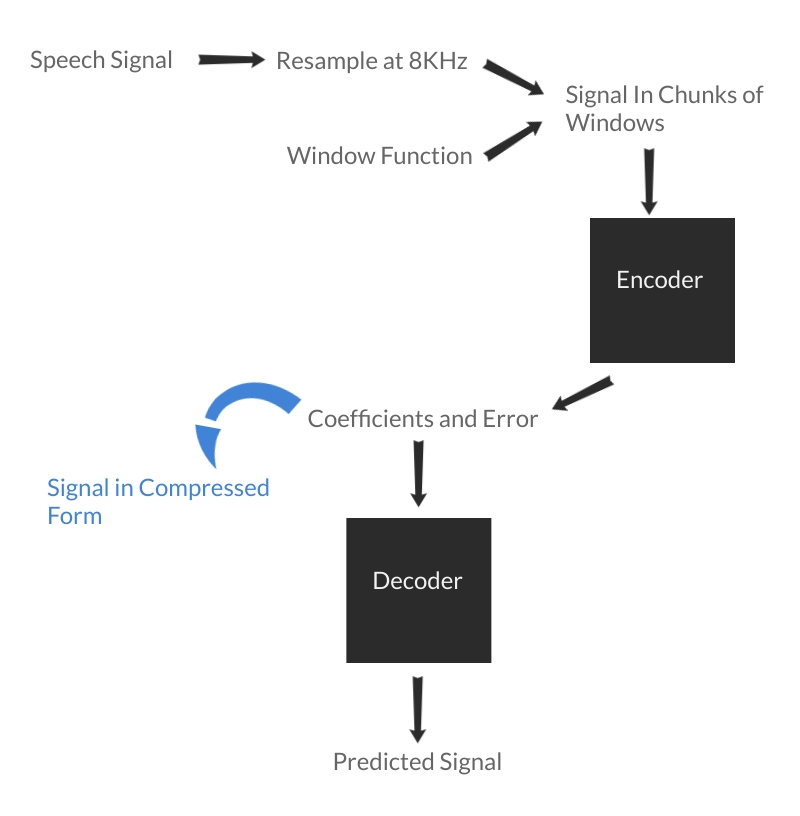 Speech Signal
Resample at 8KHz
Signal In Chunks of
Windows
Window Function
Encoder
Coefficients and Error
Signal in Compressed
Form
Decoder
Predicted Signal